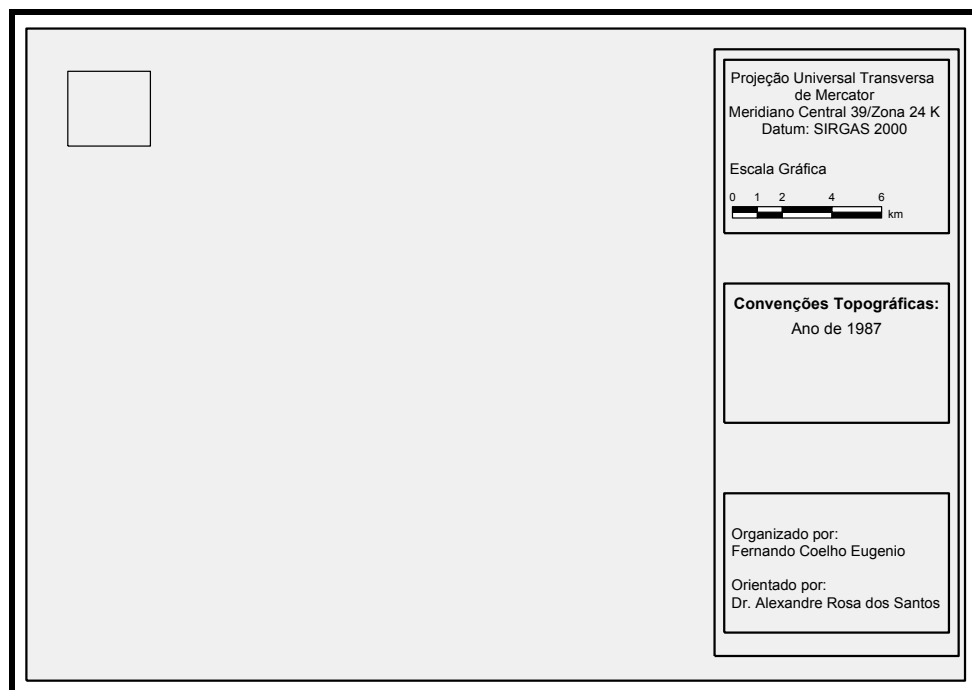 Projeção Universal Transversa
de Mercator
Meridiano Central 39/Zona 24 K
Datum: SIRGAS 2000
Escala Gráfica
0 1 2 4 6
km
Convenções Topográficas:
Ano de 1987
Organizado por:
Fernando Coelho Eugenio
Orientado por:
Dr. Alexandre Rosa dos Santos